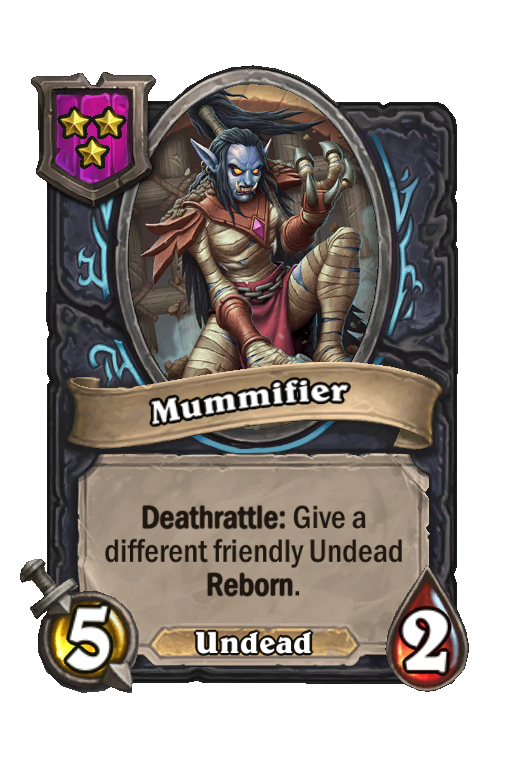 Mummifier
Deathrattle: Give a
different friendly Undead
Reborn.
5
Undead
2